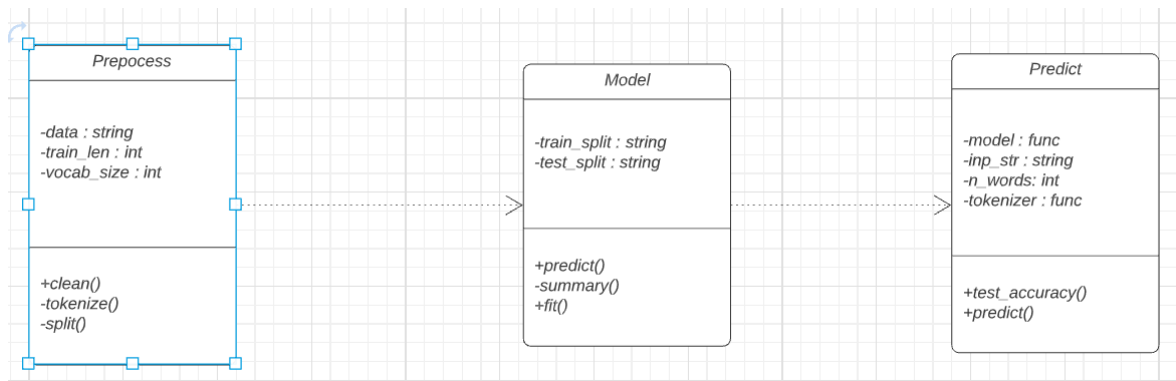 Prepocess
-data : string
-train_len : int
-vocab_size : int
+clean()
-tokenize()
-split()
Model
-train_split : string
-test_split : string
+predict()
-summary()
+fit()
Predict
-model : func
-inp_str : string
-n_words: int
-tokenizer : func
+test_accuracy()
+predict()